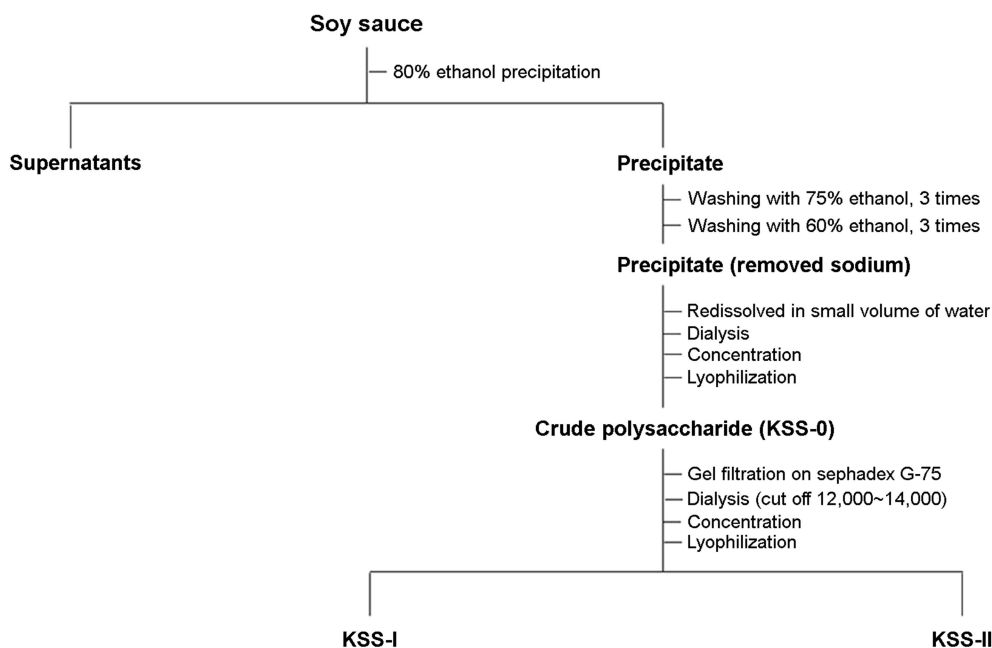 Soy sauce
80% ethanol precipitation
Supernatants
Precipitate
Washing with 75% ethanol, 3 times
Washing with 60% ethanol, 3 times
Precipitate (removed sodium)
Redissolved in small volume of water
Dialysis
Concentration
Lyophilization
Crude polysaccharide (KSS-0)
Gel filtration on sephadex G-75
Dialysis (cut off 12,000~14,000)
Concentration
Lyophilization
KSS-I
KSS-II